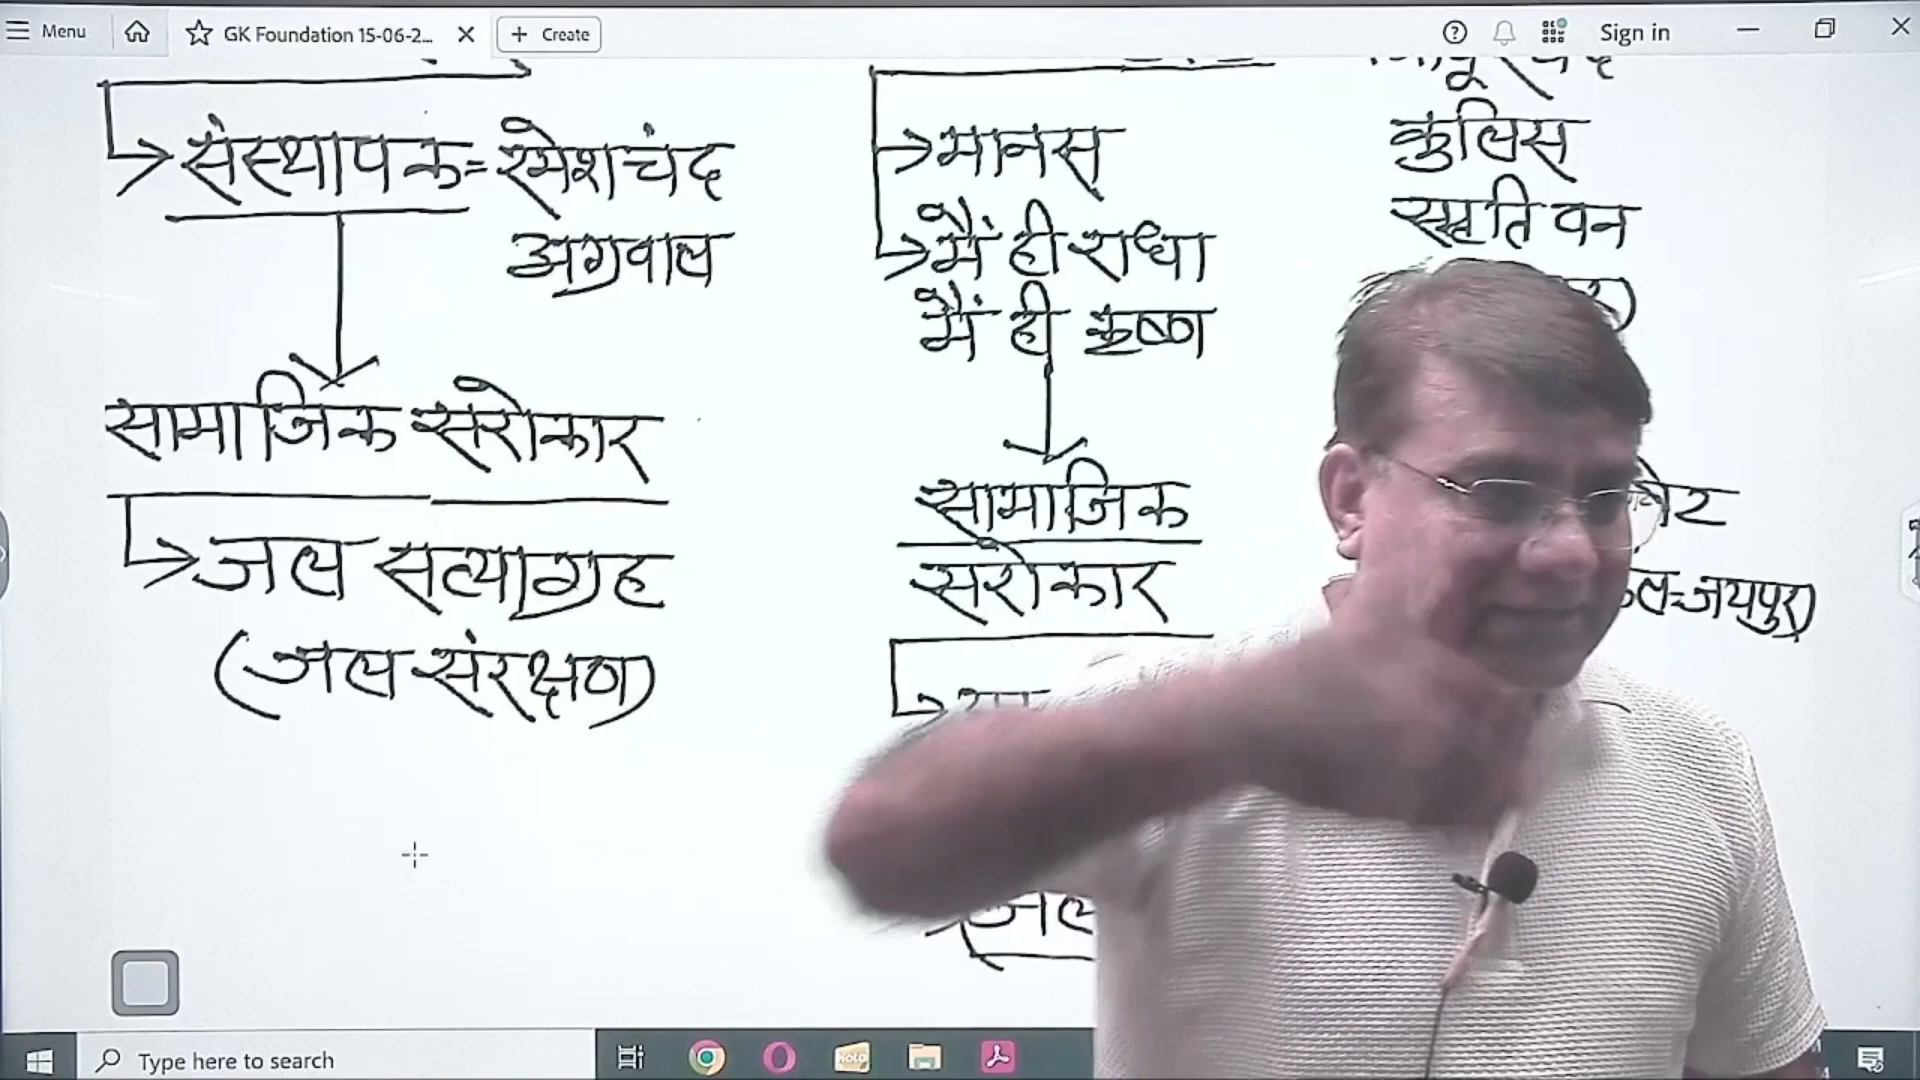 Menu
GK Foundation 15-06-2...
Create
Sign in
संस्थापक = रमेशचंद
अग्रवाल
सामाजिक सरोकार
जल सत्याग्रह
(जल संरक्षण)
मानस
मैं ही राधा
मैं ही कृष्ण
सामाजिक
सरोकार
जल
कुलिस
स्मृति वन
जयपुर)
Type here to search